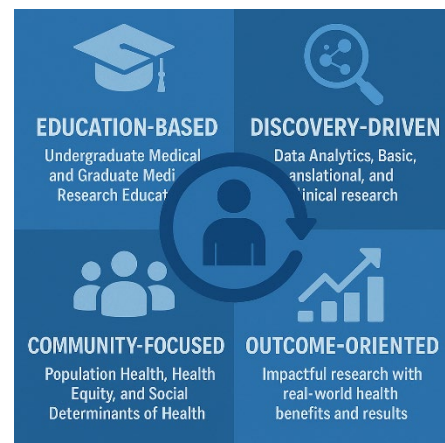 EDUCATION-BASED
Undergraduate Medical
and Graduate Medi
Research Educat
DISCOVERY-DRIVEN
Data Analytics, Basic,
anslational, and
linical research
COMMUNITY-FOCUSED
Population Health, Health
Equity, and Social
Determinants of Health
OUTCOME-ORIENTED
Impactful research with
real-world health
benefits and results